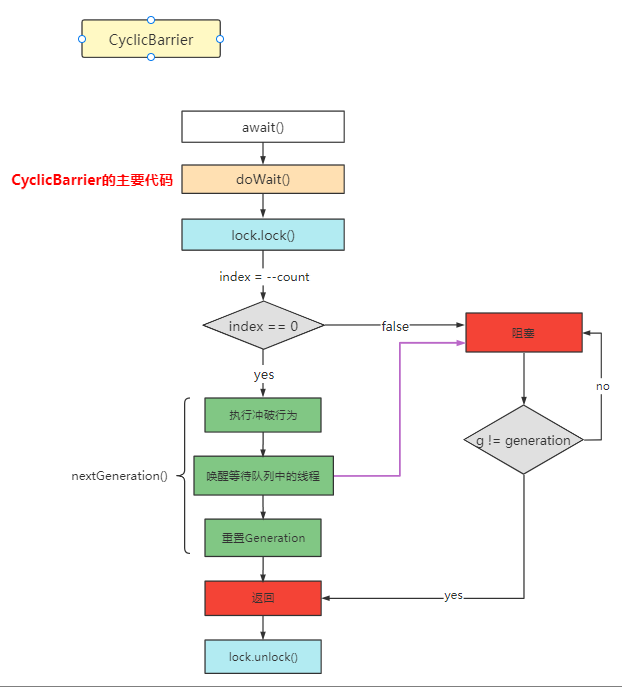 CyclicBarrier
await()
CyclicBarrier的主要代码
doWait()
lock.lock()
index = --count
index == 0
false
阻塞
yes
no
执行冲破行为
g != generation
nextGeneration()
唤醒等待队列中的线程
重置Generation
返回
yes
lock.unlock()